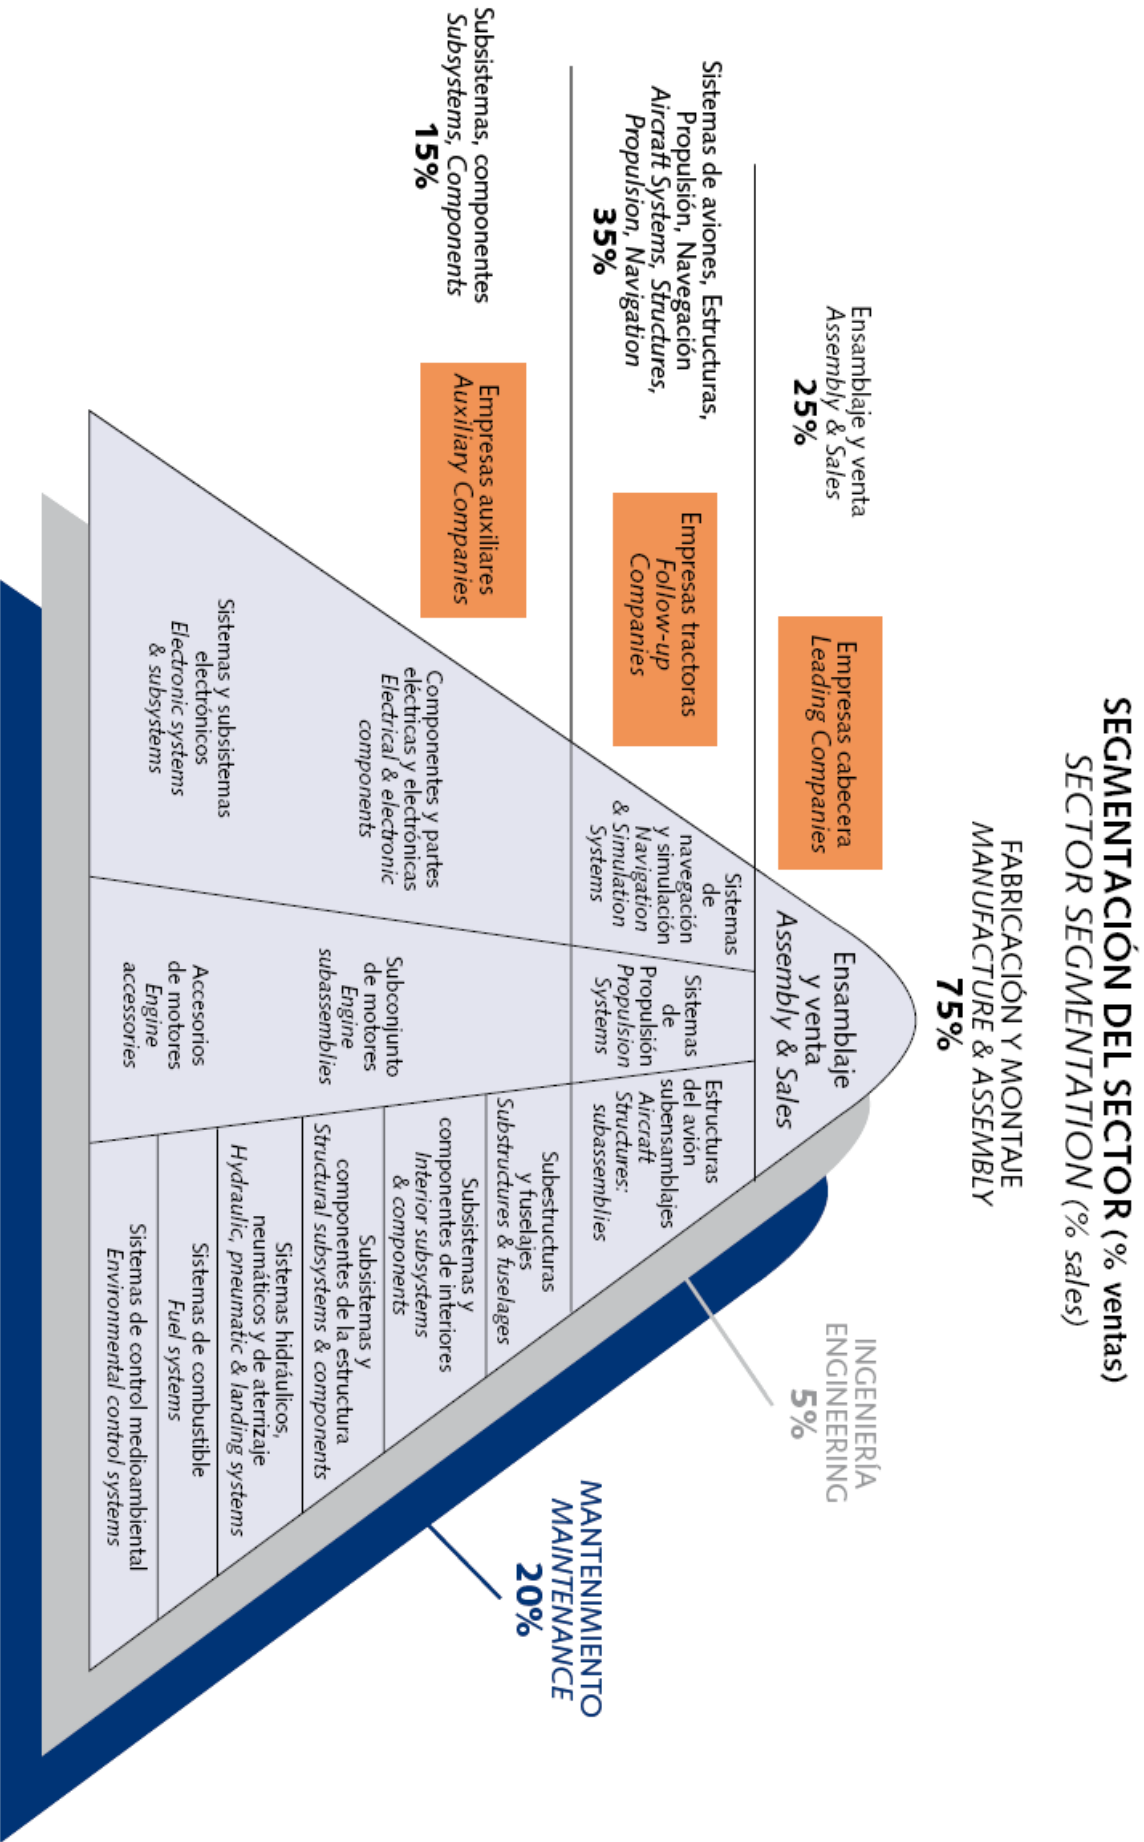 SEGMENTACIÓN DEL SECTOR (% ventas)
SECTOR SEGMENTATION (% sales)
FABRICACIÓN Y MONTAJE
MANUFACTURE & ASSEMBLY
75%
Ensamblaje y venta
Assembly & Sales
25%
Empresas cabecera
Leading Companies
Ensamblaje
y venta
Assembly & Sales
INGENIERÍA
ENGINEERING
5%
Sistemas de aviones, Estructuras,
Propulsión, Navegación
Aircraft Systems, Structures,
Propulsion, Navigation
35%
Empresas tractoras
Follow-up
Companies
Sistemas
de
navegación
y simulación
Navigation
& Simulation
Systems
Sistemas
de
Propulsión
Propulsion
Systems
Estructuras
del avión
subensamblajes
Aircraft
Structures:
subassemblies
MANTENIMIENTO
MAINTENANCE
20%
Subsistemas, componentes
Subsystems, Components
15%
Empresas auxiliares
Auxiliary Companies
Componentes y partes
eléctricas y electrónicas
Electrical & electronic
components
Sistemas y subsistemas
electrónicos
Electronic systems
& subsystems
Subconjunto
de motores
Engine
subassemblies
Accesorios
de motores
Engine
accessories
Subestructuras
y fuselajes
Substructures & fuselages
Subsistemas y
componentes de interiores
Interior subsystems
& components
Subsistemas y
componentes de la estructura
Structural subsystems & components
Sistemas hidráulicos,
neumáticos y de aterrizaje
Hydraulic, pneumatic & landing systems
Sistemas de combustible
Fuel systems
Sistemas de control medioambiental
Environmental control systems